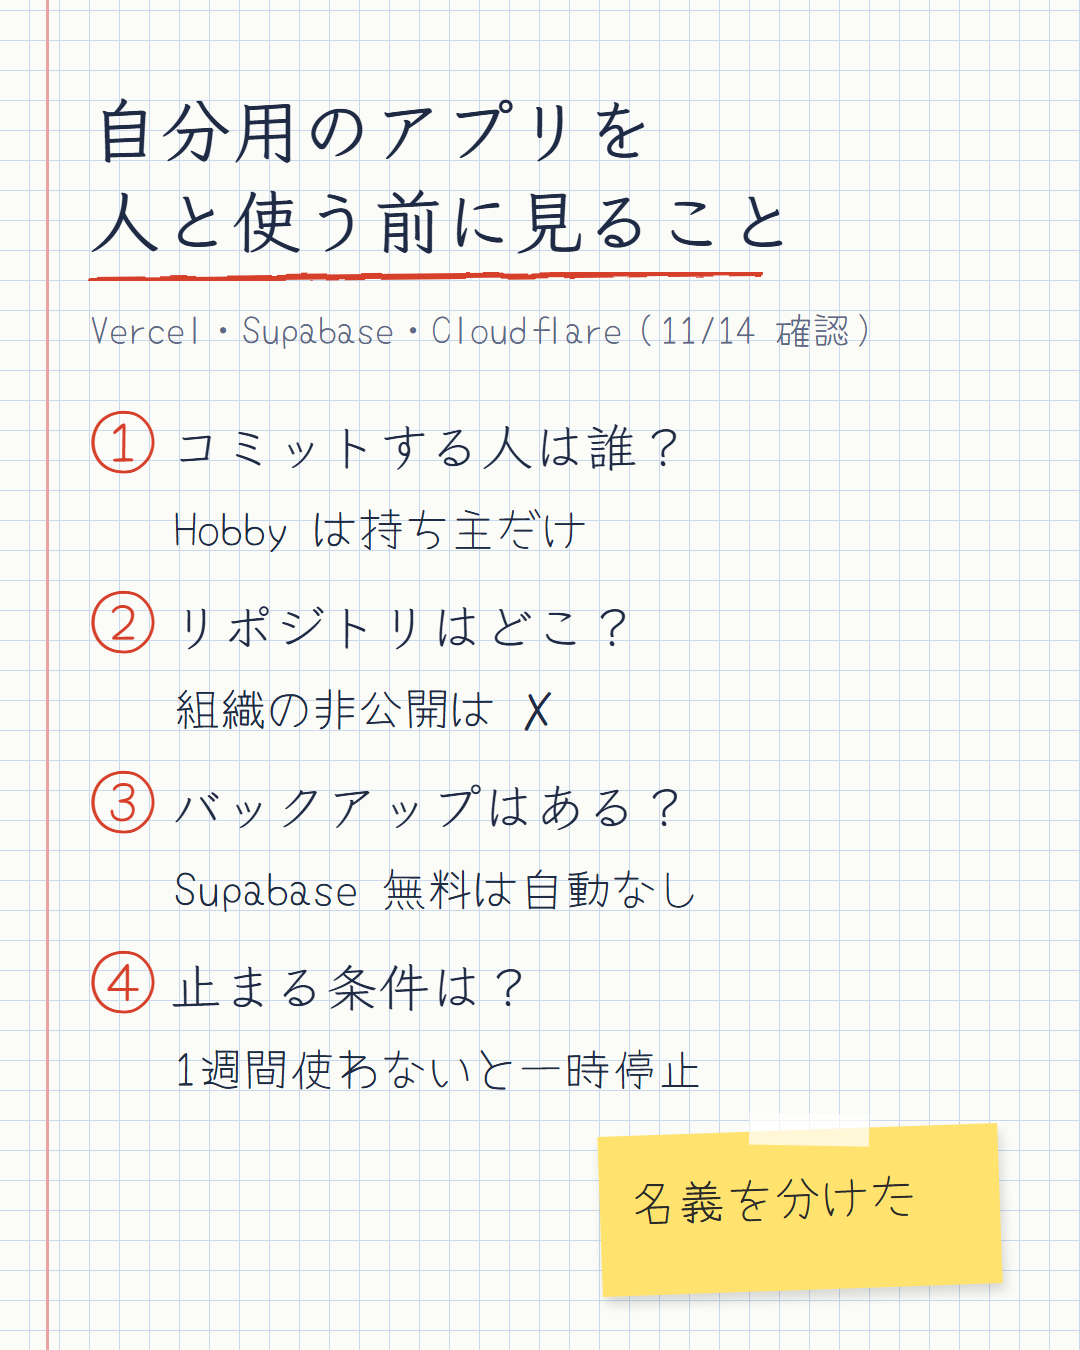 自分用のアプリを
人と使う前に見ること
Vercel・Supabase・Cloudflare（11/14 確認）
① コミットする人は誰？
Hobby は持ち主だけ
② リポジトリはどこ？
組織の非公開は ✗
③ バックアップはある？
Supabase 無料は自動なし
④ 止まる条件は？
1週間使わないと一時停止
名義を分けた